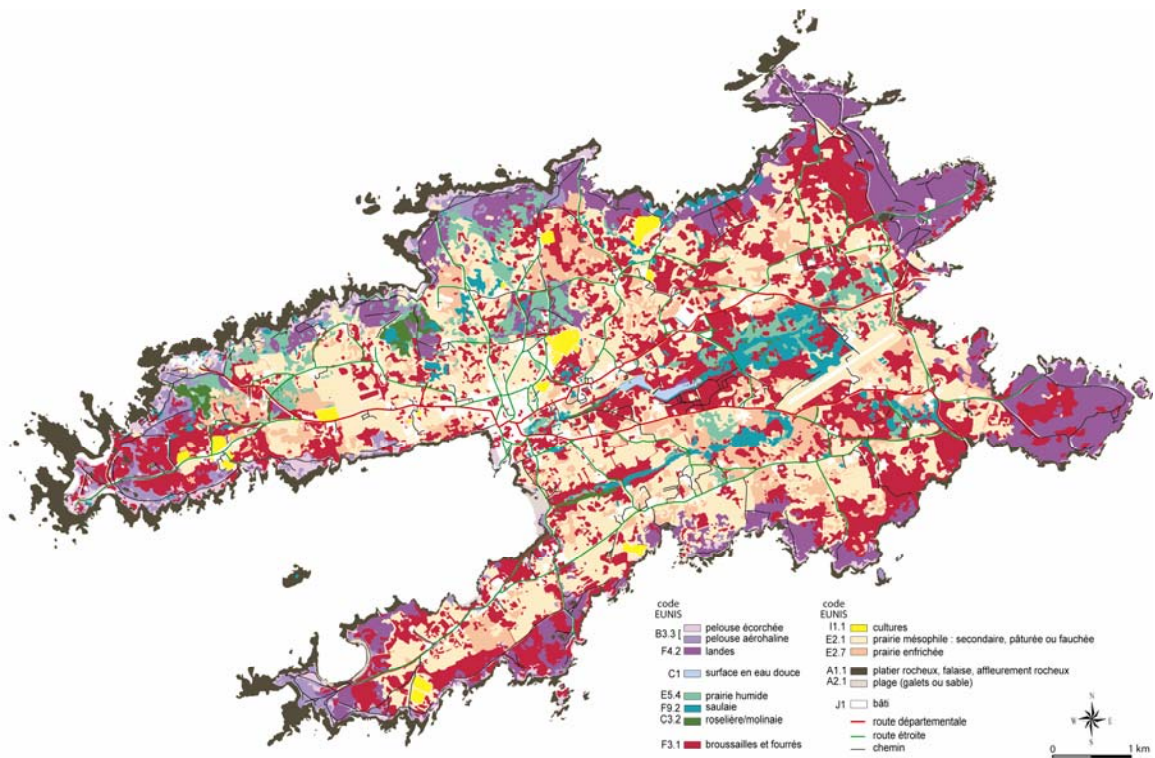 code
EUNIS
B3.3 [ pelouse écorchée
pelouse aérohaline
F4.2 landes
C1 surface en eau douce
E5.4 prairie humide
F9.2 saulaie
C3.2 roselière/molinaie
F3.1 broussailles et fourrés
code
EUNIS
I1.1 cultures
E2.1 prairie mésophile : secondaire, pâturée ou fauchée
E2.7 prairie enfrichée
A1.1 platier rocheux, falaise, affleurement rocheux
A2.1 plage (galets ou sable)
J1 bâti
route départementale
route étroite
chemin
N
W E
S
0 1 km